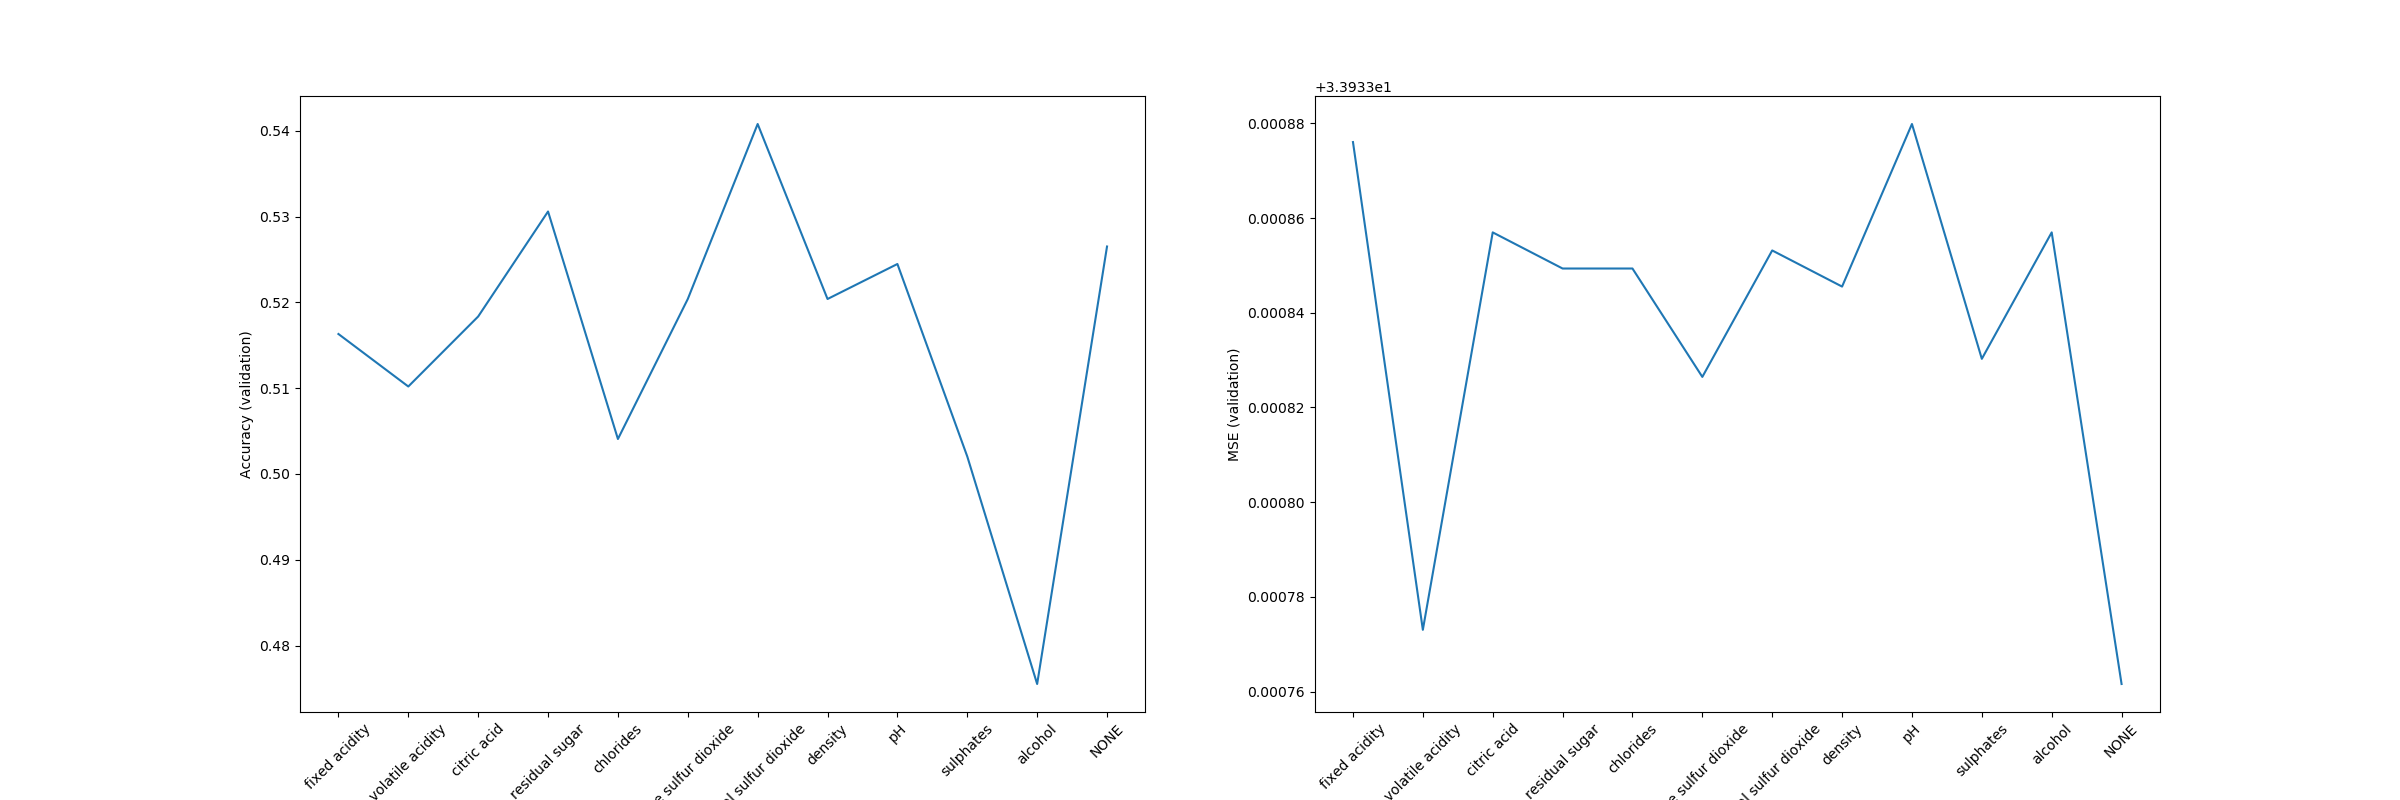 0.54
0.53
0.52
0.51
0.50
0.49
0.48
Accuracy (validation)
fixed acidity
volatile acidity
citric acid
residual sugar
chlorides
e sulfur dioxide
l sulfur dioxide
density
pH
sulphates
alcohol
NONE
+3.3933e1
0.00088
0.00086
0.00084
0.00082
0.00080
0.00078
0.00076
MSE (validation)
fixed acidity
volatile acidity
citric acid
residual sugar
chlorides
e sulfur dioxide
l sulfur dioxide
density
pH
sulphates
alcohol
NONE